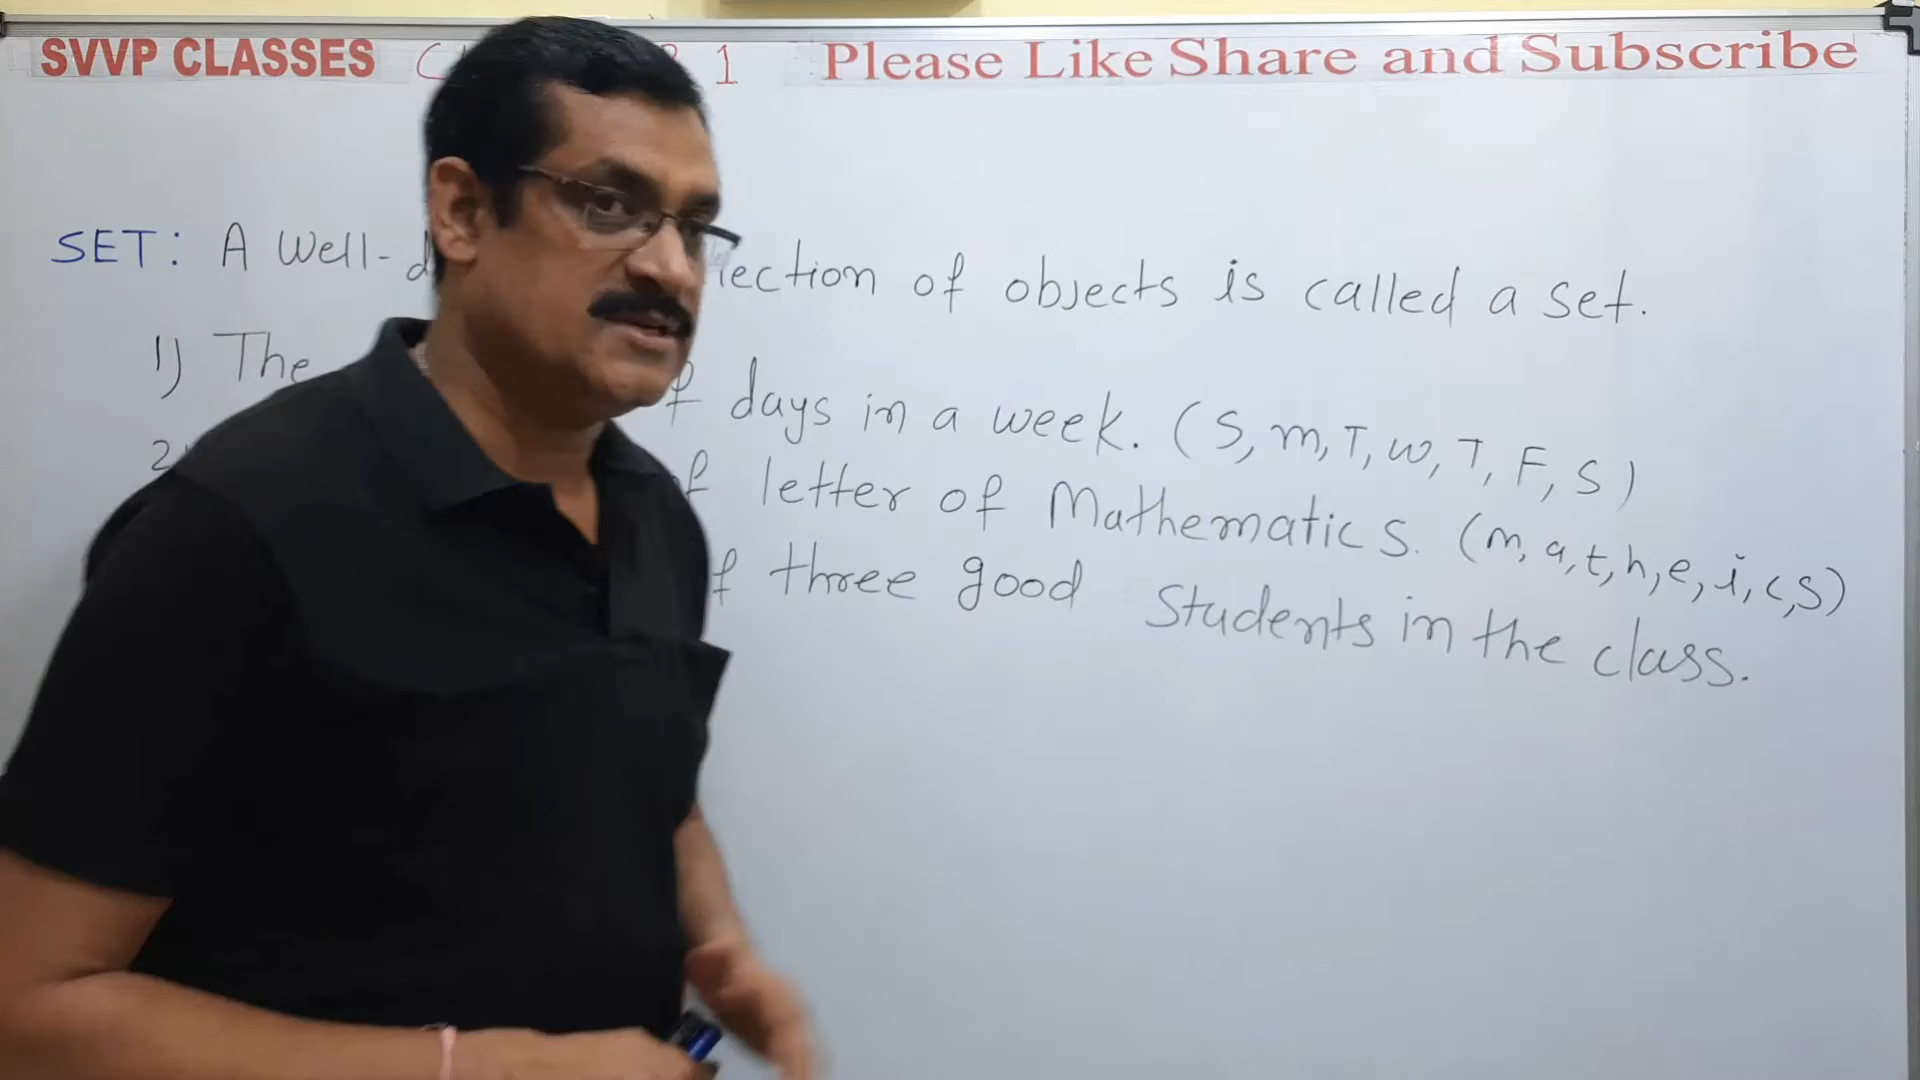 SVVP CLASSES 1 Please Like Share and Subscribe
SET: A Well- of objects is called a set.
1) The days in a week. (S, m, T, W, T, F, S)
2 letter of Mathematics. (m, a, t, h, e, i, c, s)
three good Students in the class.